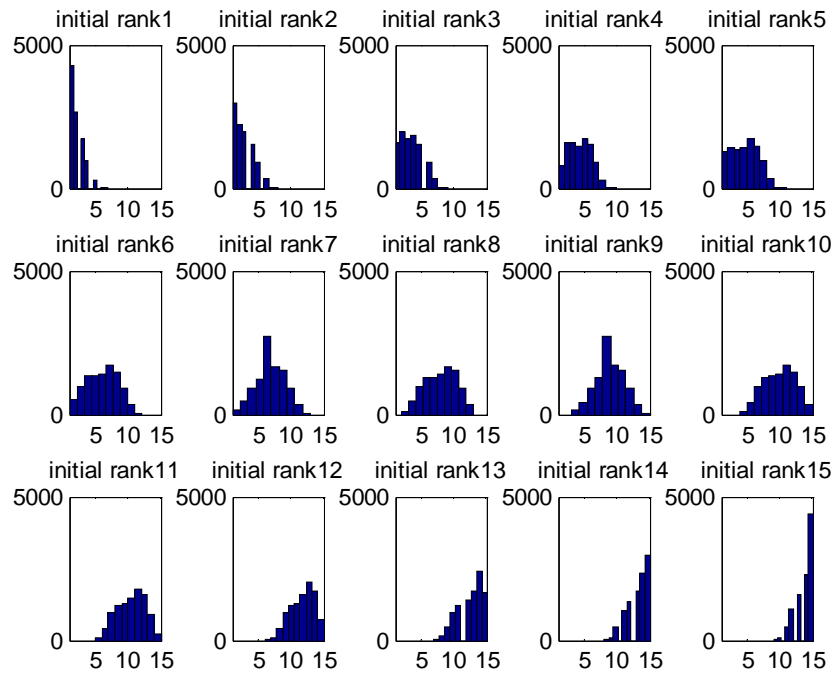 initial rank1 initial rank2 initial rank3 initial rank4 initial rank5
5000 5000 5000 5000 5000
0 0 0 0 0
5 10 15 5 10 15 5 10 15 5 10 15 5 10 15
initial rank6 initial rank7 initial rank8 initial rank9 initial rank10
5000 5000 5000 5000 5000
0 0 0 0 0
5 10 15 5 10 15 5 10 15 5 10 15 5 10 15
initial rank11 initial rank12 initial rank13 initial rank14 initial rank15
5000 5000 5000 5000 5000
0 0 0 0 0
5 10 15 5 10 15 5 10 15 5 10 15 5 10 15